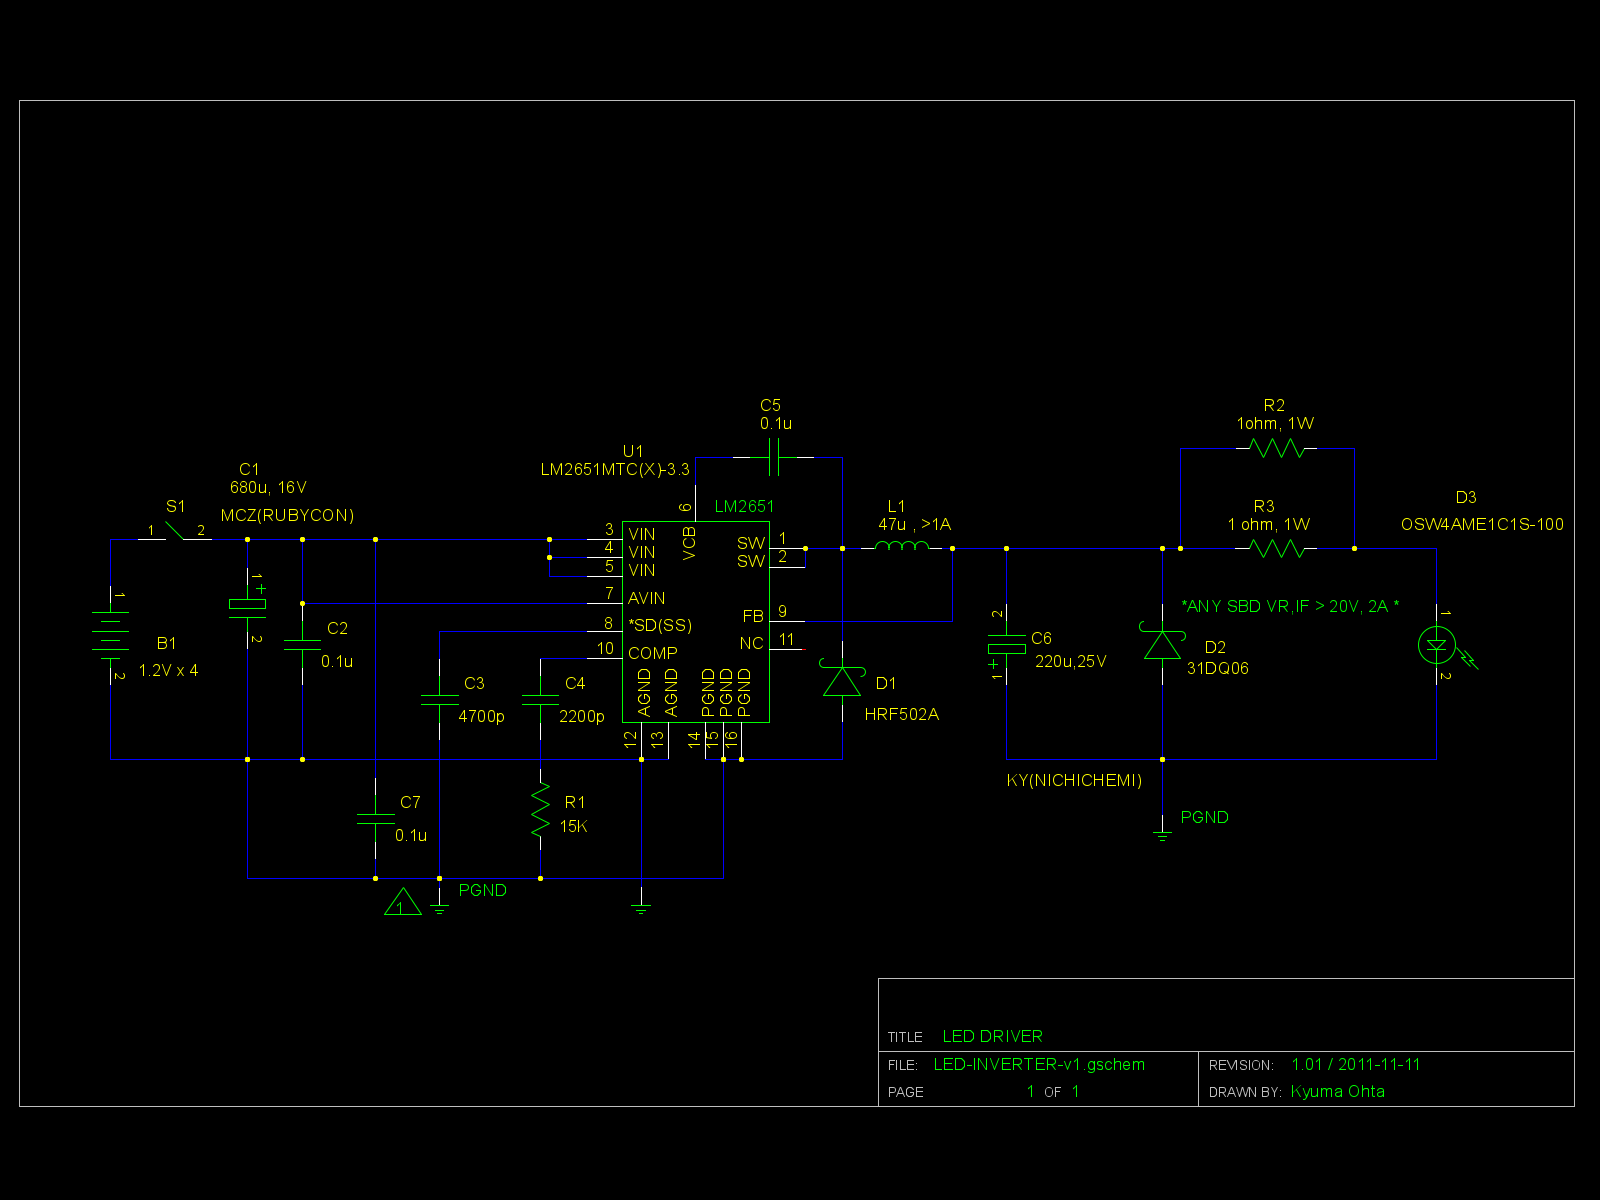 C5
0.1u
R2
1ohm, 1W
U1
LM2651MTC(X)-3.3
C1
680u, 16V
MCZ(RUBYCON)
S1
1 2
LM2651
L1
47u , >1A
R3
1 ohm, 1W
D3
OSW4AME1C1S-100
6
VCB
3 VIN
4 VIN
5 VIN
7 AVIN
8 *SD(SS)
10 COMP
SW 1
SW 2
FB 9
NC 11
AGND
AGND
PGND
PGND
PGND
12
13
14
15
16
1
+
2
1
2
B1
1.2V x 4
C2
0.1u
C3
4700p
C4
2200p
D1
HRF502A
2
+
1
C6
220u,25V
*ANY SBD VR,IF > 20V, 2A *
D2
31DQ06
1
2
KY(NICHICHEMI)
PGND
C7
0.1u
R1
15K
1
PGND
TITLE LED DRIVER
FILE: LED-INVERTER-v1.gschem
REVISION: 1.01 / 2011-11-11
PAGE 1 OF 1
DRAWN BY: Kyuma Ohta